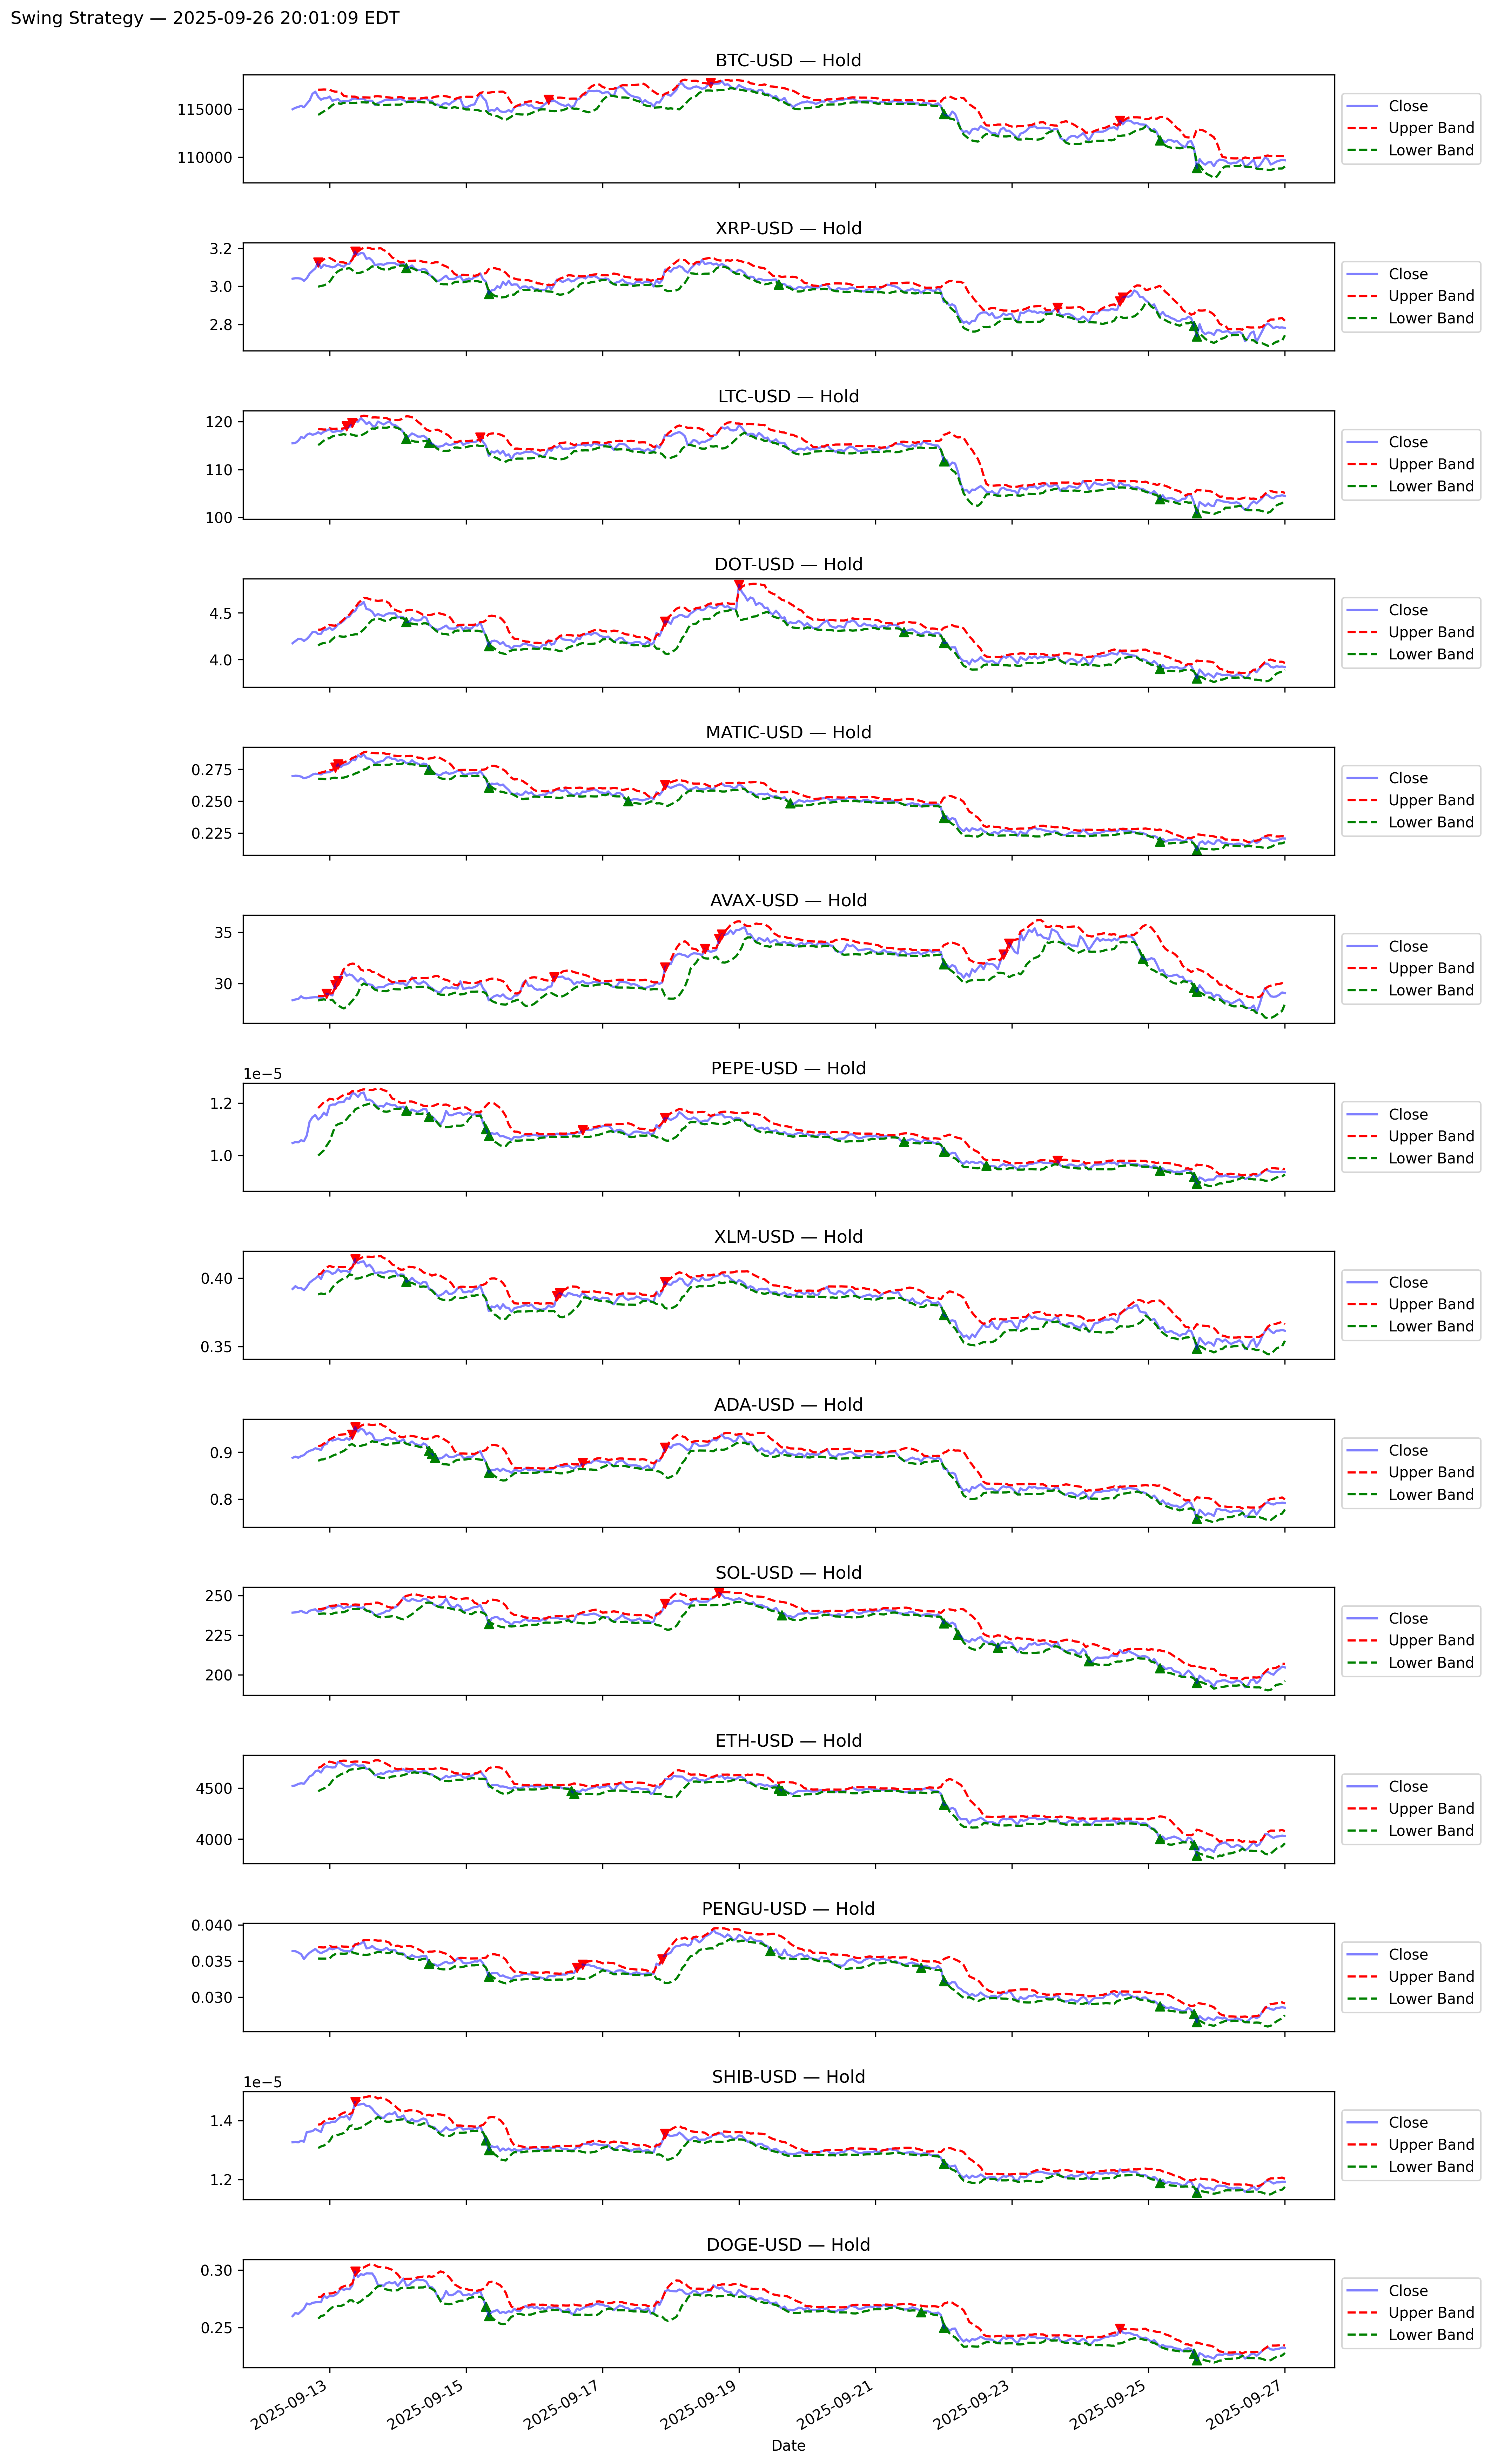 Swing Strategy — 2025-09-26 20:01:09 EDT
BTC-USD — Hold
115000
110000
Close
Upper Band
Lower Band
XRP-USD — Hold
3.2
3.0
2.8
Close
Upper Band
Lower Band
LTC-USD — Hold
120
110
100
Close
Upper Band
Lower Band
DOT-USD — Hold
4.5
4.0
Close
Upper Band
Lower Band
MATIC-USD — Hold
0.275
0.250
0.225
Close
Upper Band
Lower Band
AVAX-USD — Hold
35
30
Close
Upper Band
Lower Band
PEPE-USD — Hold
1e−5
1.2
1.0
Close
Upper Band
Lower Band
XLM-USD — Hold
0.40
0.35
Close
Upper Band
Lower Band
ADA-USD — Hold
0.9
0.8
Close
Upper Band
Lower Band
SOL-USD — Hold
250
225
200
Close
Upper Band
Lower Band
ETH-USD — Hold
4500
4000
Close
Upper Band
Lower Band
PENGU-USD — Hold
0.040
0.035
0.030
Close
Upper Band
Lower Band
SHIB-USD — Hold
1e−5
1.4
1.2
Close
Upper Band
Lower Band
DOGE-USD — Hold
0.30
0.25
Close
Upper Band
Lower Band
2025-09-13
2025-09-15
2025-09-17
2025-09-19
2025-09-21
2025-09-23
2025-09-25
2025-09-27
Date